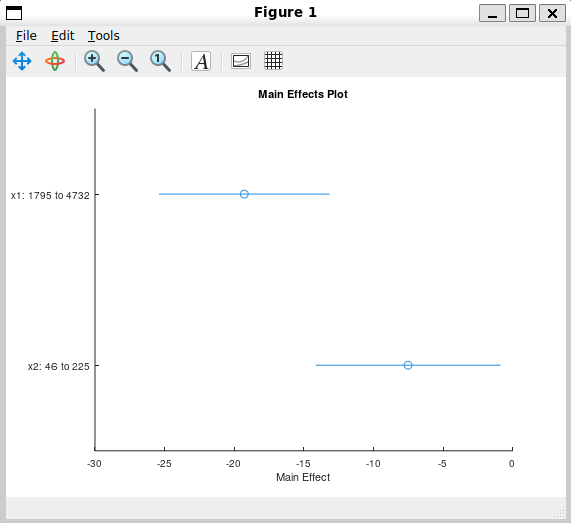 Figure 1
File Edit Tools
1 A
Main Effects Plot
x1: 1795 to 4732
x2: 46 to 225
-30 -25 -20 -15 -10 -5 0
Main Effect